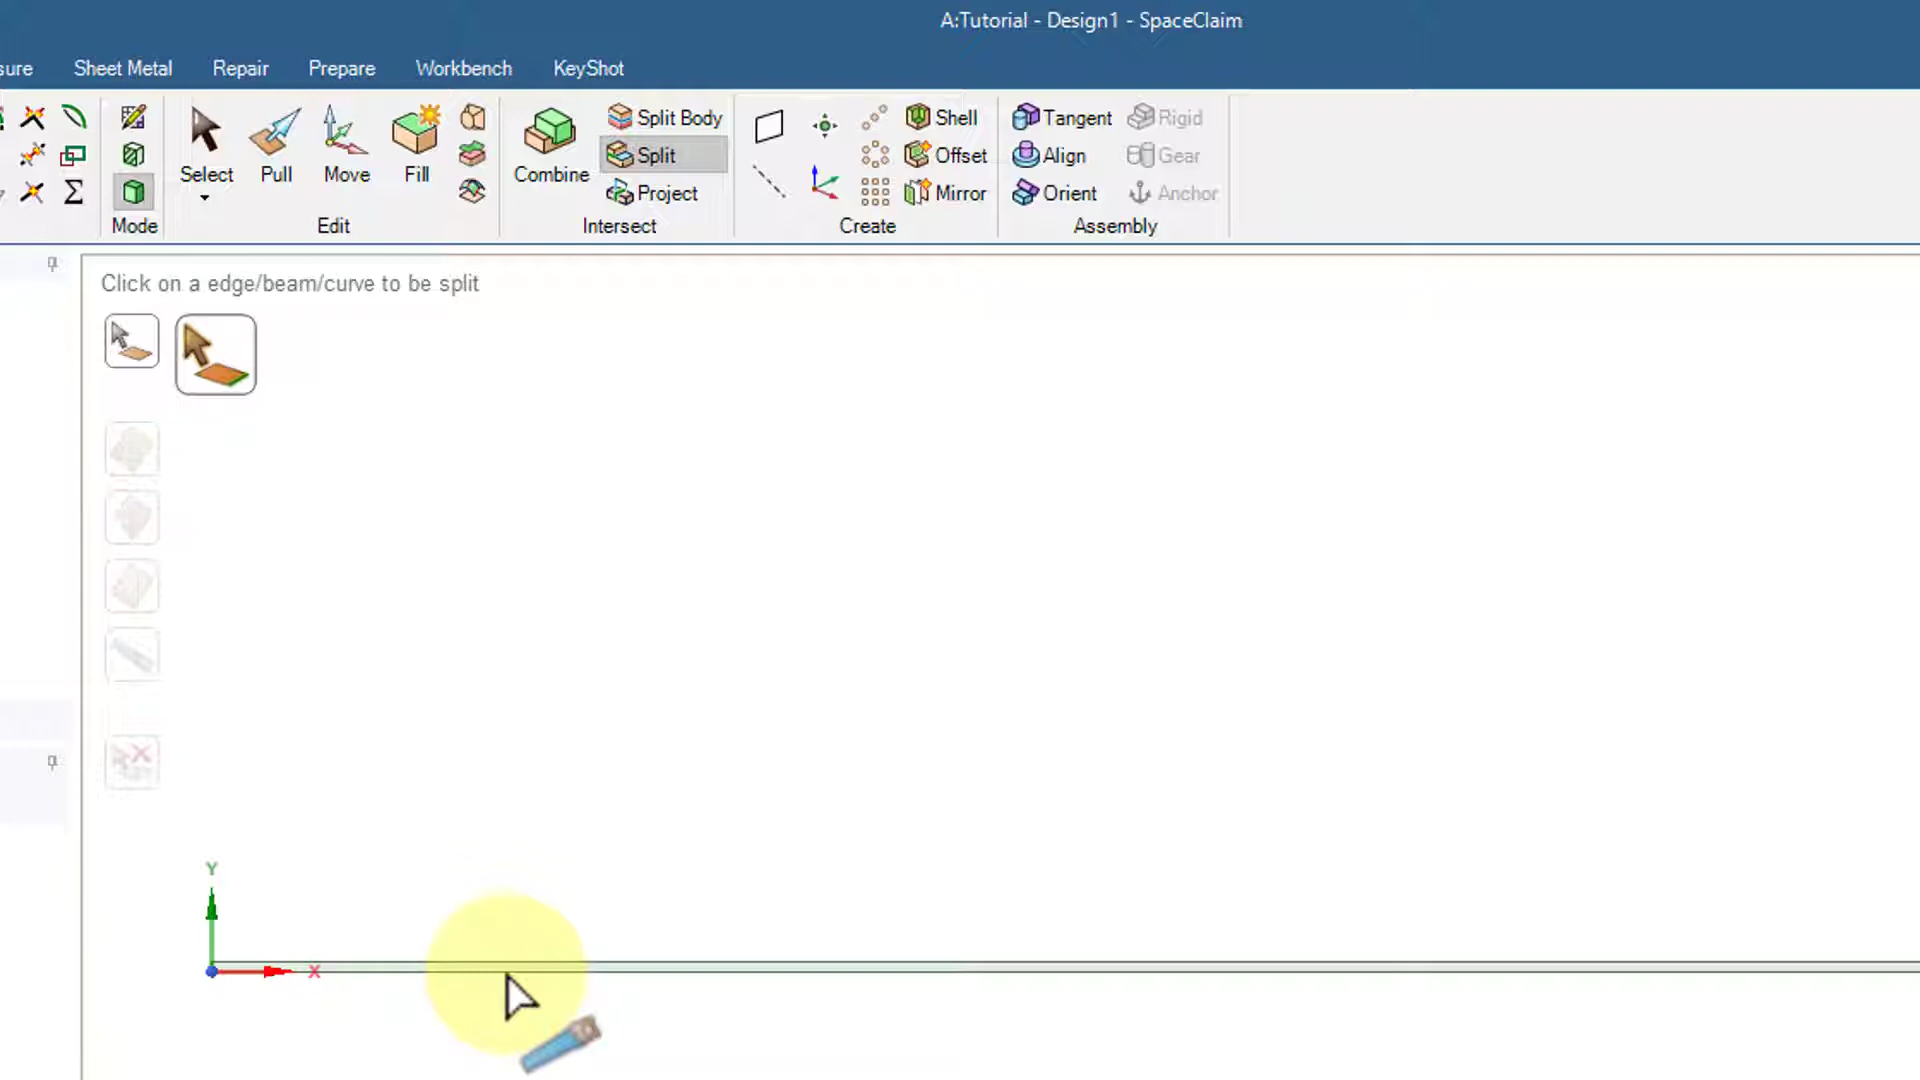 A:Tutorial - Design1 - SpaceClaim
sure Sheet Metal Repair Prepare Workbench KeyShot
Split Body Shell Tangent Rigid
Select Pull Move Fill Combine Split Offset Align Gear
Project Mirror Orient Anchor
Mode Edit Intersect Create Assembly
Click on a edge/beam/curve to be split
Y
X